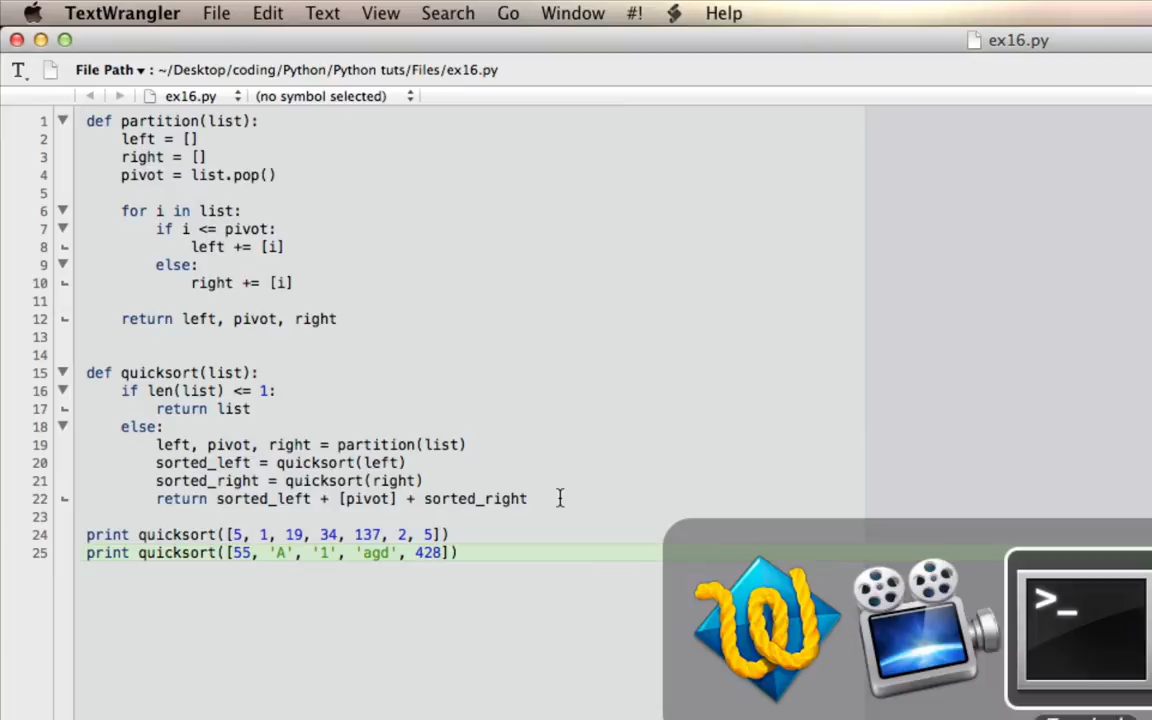 TextWrangler File Edit Text View Search Go Window #! Help
ex16.py
File Path ▾ : ~/Desktop/coding/Python/Python tuts/Files/ex16.py
ex16.py (no symbol selected)
1 def partition(list):
2 left = []
3 right = []
4 pivot = list.pop()
5
6 for i in list:
7 if i <= pivot:
8 left += [i]
9 else:
10 right += [i]
11
12 return left, pivot, right
13
14
15 def quicksort(list):
16 if len(list) <= 1:
17 return list
18 else:
19 left, pivot, right = partition(list)
20 sorted_left = quicksort(left)
21 sorted_right = quicksort(right)
22 return sorted_left + [pivot] + sorted_right
23
24 print quicksort([5, 1, 19, 34, 137, 2, 5])
25 print quicksort([55, 'A', '1', 'agd', 428])
>_